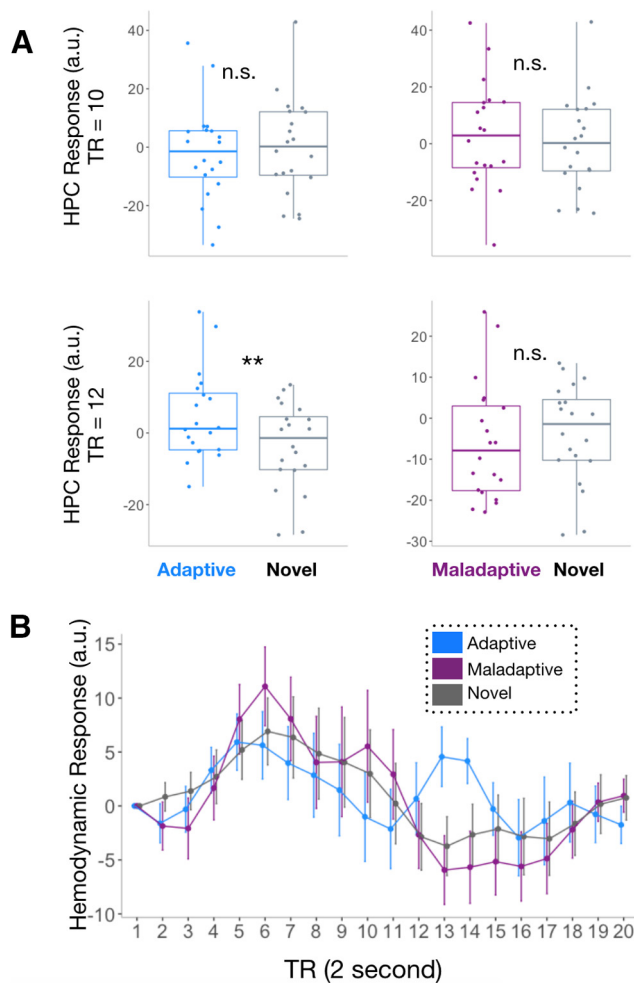 A
HPC Response (a.u.)
TR = 10
40
20
0
-20
n.s.
40
20
0
-20
n.s.
HPC Response (a.u.)
TR = 12
20
0
-20
**
10
20
0
-10
-20
-30
n.s.
Adaptive Novel
Maladaptive Novel
B
Hemodynamic Response (a.u.)
15
10
5
0
-5
-10
Adaptive
Maladaptive
Novel
1 2 3 4 5 6 7 8 9 10 11 12 13 14 15 16 17 18 19 20
TR (2 second)